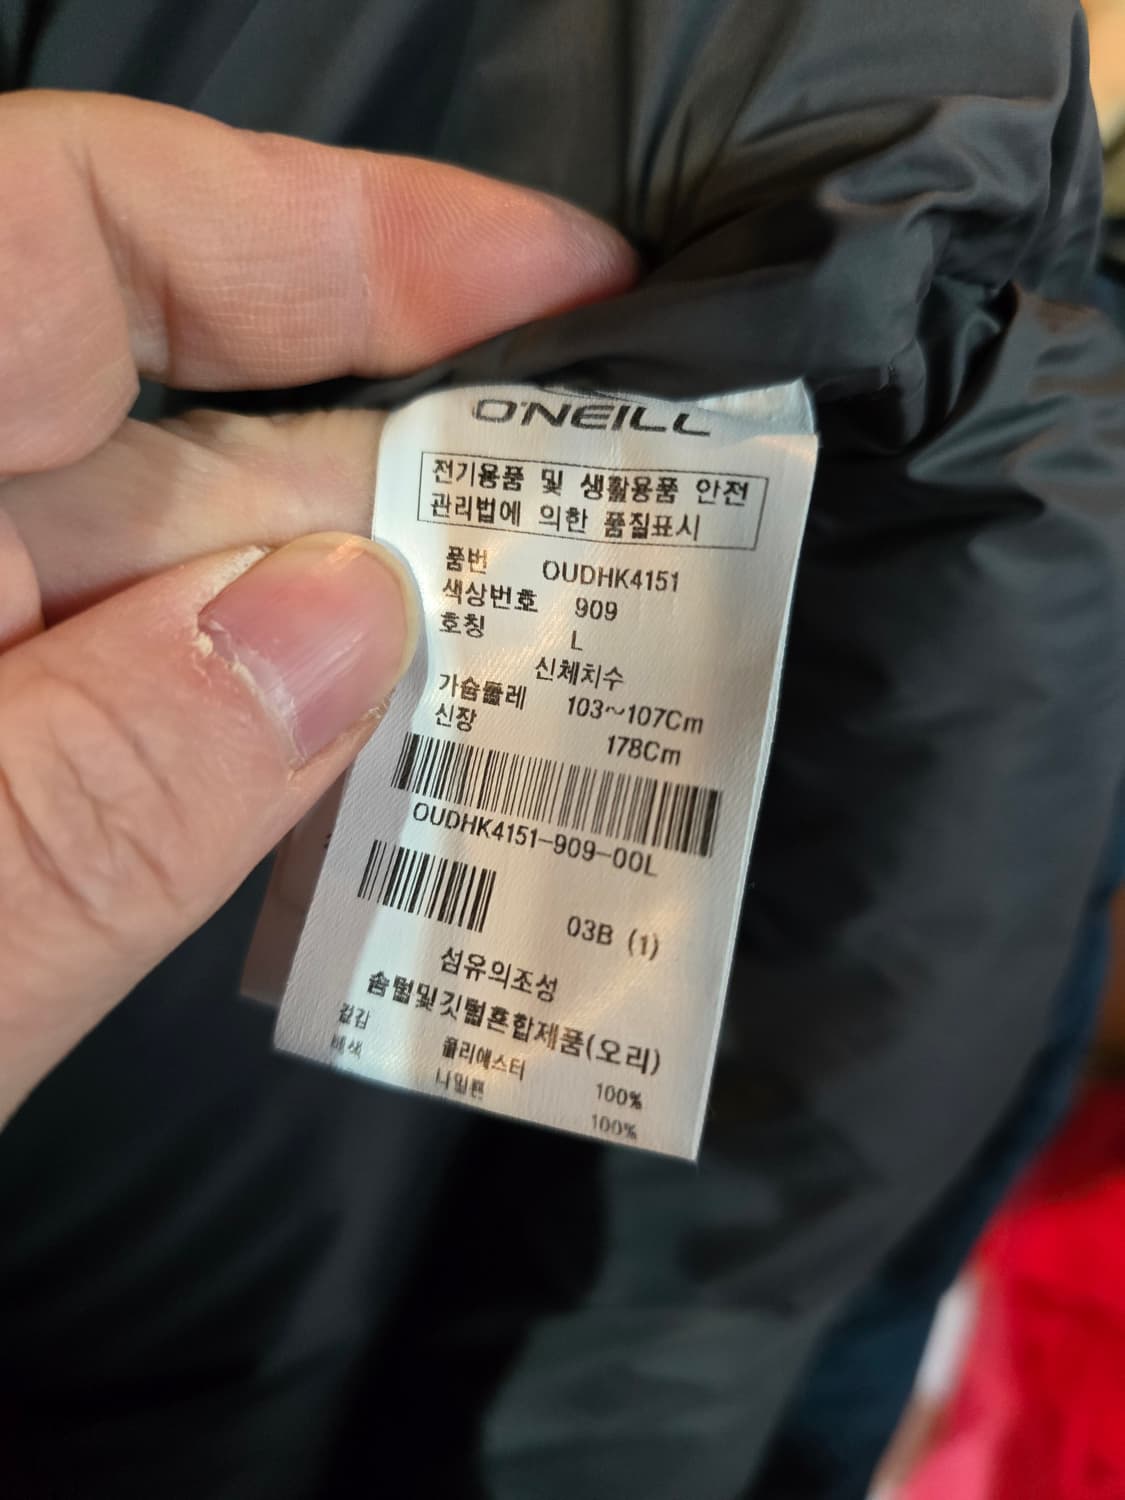 O'NEILL
전기용품 및 생활용품 안전
관리법에 의한 품질표시
품번 OUDHK4151
색상번호 909
호칭 L
신체치수
가슴둘레 103~107Cm
신장 178Cm
OUDHK4151-909-00L
03B (1)
섬유의조성
솜털및깃털혼합제품(오리)
겉감 폴리에스터 100%
배색 나일론 100%